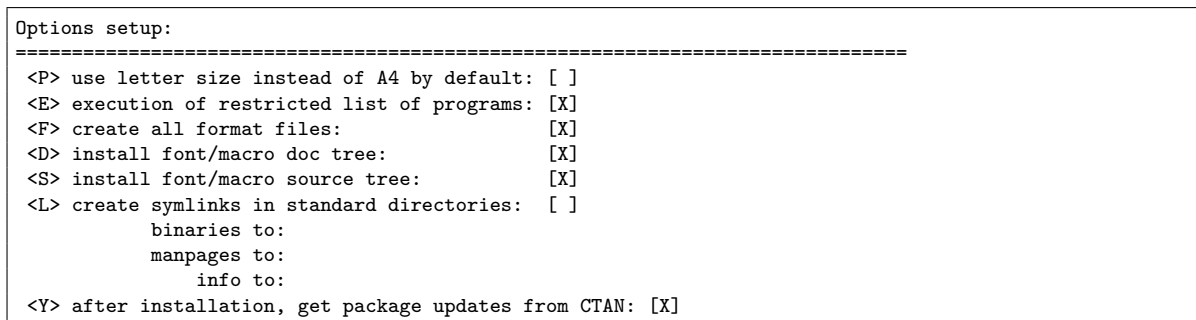 Options setup:
===============================================================================
 <P> use letter size instead of A4 by default: [ ]
 <E> execution of restricted list of programs: [X]
 <F> create all format files:                  [X]
 <D> install font/macro doc tree:              [X]
 <S> install font/macro source tree:           [X]
 <L> create symlinks in standard directories:  [ ]
            binaries to:
            manpages to:
                info to:
 <Y> after installation, get package updates from CTAN: [X]